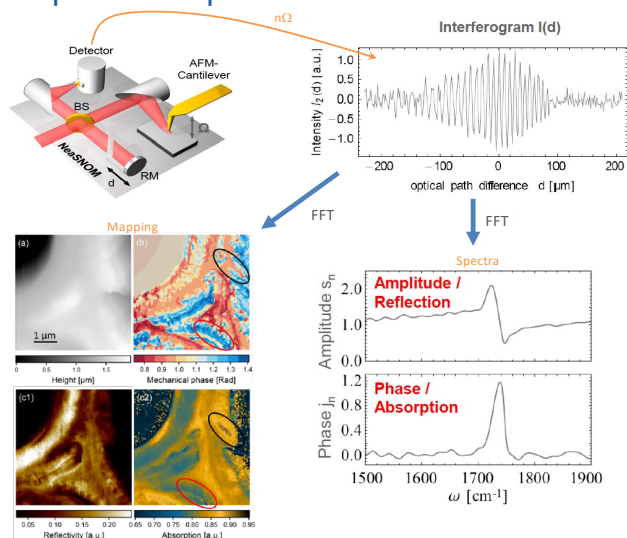 nΩ
Interferogram I(d)
Detector
AFM-
Cantilever
BS
Ω
NeaSNOM
RM
d
Intensity I₂(d) [a.u.]
1.0
0.5
0
−0.5
−1.0
−200
−100
0
100
200
optical path difference d [µm]
FFT
FFT
Mapping
(a)
(b)
1 µm
0.0
0.5
1.0
1.5
Height [µm]
0.8 0.9 1.0 1.1 1.2 1.3 1.4
Mechanical phase [Rad]
(c1)
(c2)
0.05
0.10
0.15
0.20
Reflectivity [a.u.]
0.65 0.70 0.75 0.80 0.85 0.90 0.95
Absorption [a.u.]
Spectra
Amplitude sn
2.0
1.0
0.0
Amplitude /
Reflection
Phase jn
1.2
0.8
0.4
0.0
Phase /
Absorption
1500
1600
1700
1800
1900
ω [cm-1]